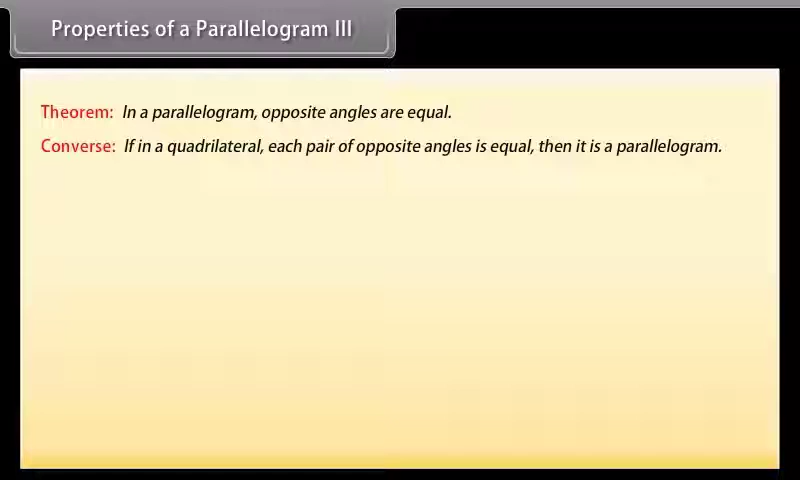 Properties of a Parallelogram III
Theorem: In a parallelogram, opposite angles are equal.
Converse: If in a quadrilateral, each pair of opposite angles is equal, then it is a parallelogram.